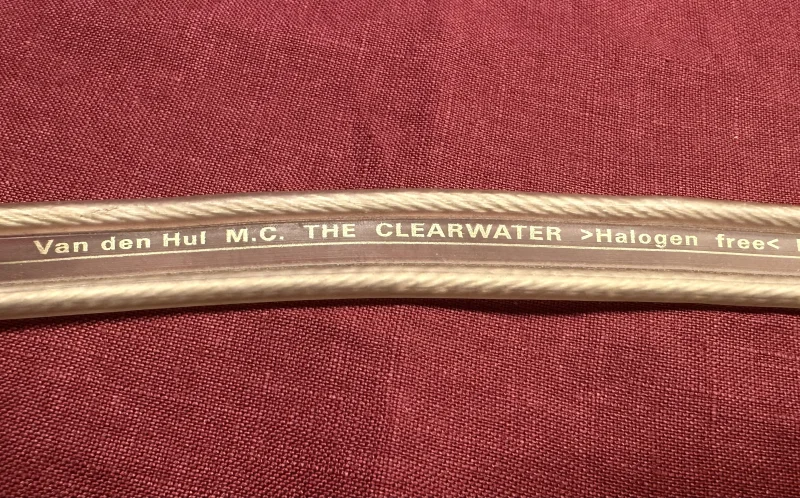 Van den Hul M.C. THE CLEARWATER >Halogen free<